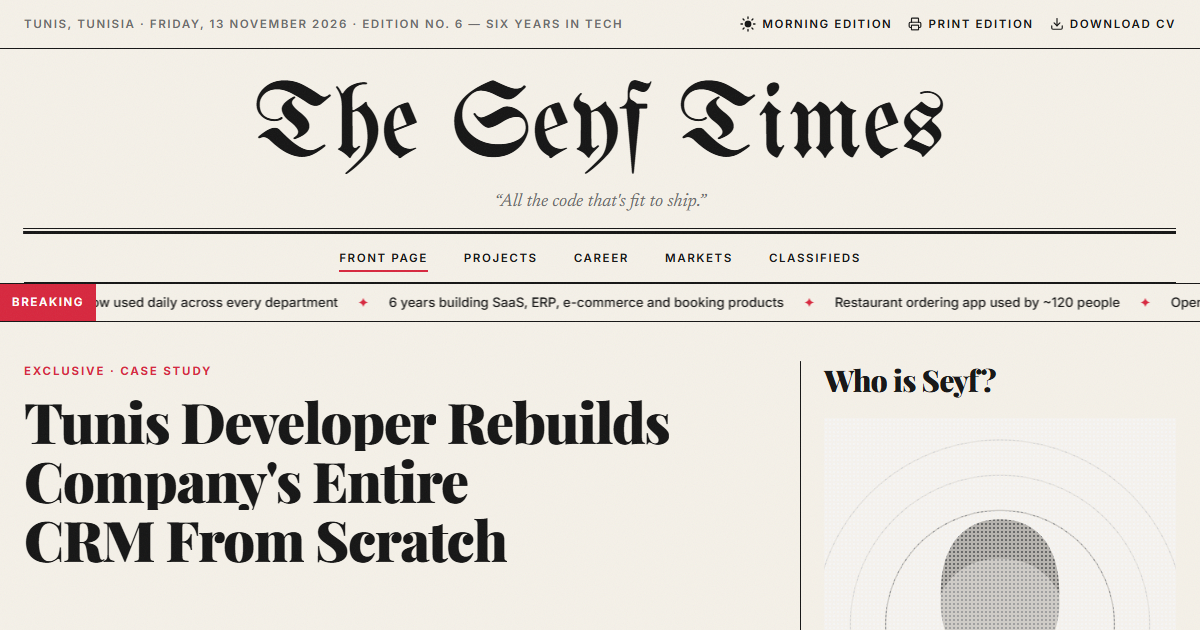 TUNIS, TUNISIA · FRIDAY, 13 NOVEMBER 2026 · EDITION NO. 6 — SIX YEARS IN TECH
MORNING EDITION
PRINT EDITION
DOWNLOAD CV
The Seyf Times
“All the code that's fit to ship.”
FRONT PAGE PROJECTS CAREER MARKETS CLASSIFIEDS
BREAKING used daily across every department ✦ 6 years building SaaS, ERP, e-commerce and booking products ✦ Restaurant ordering app used by ~120 people ✦
EXCLUSIVE · CASE STUDY
Tunis Developer Rebuilds
Company's Entire
CRM From Scratch
Who is Seyf?